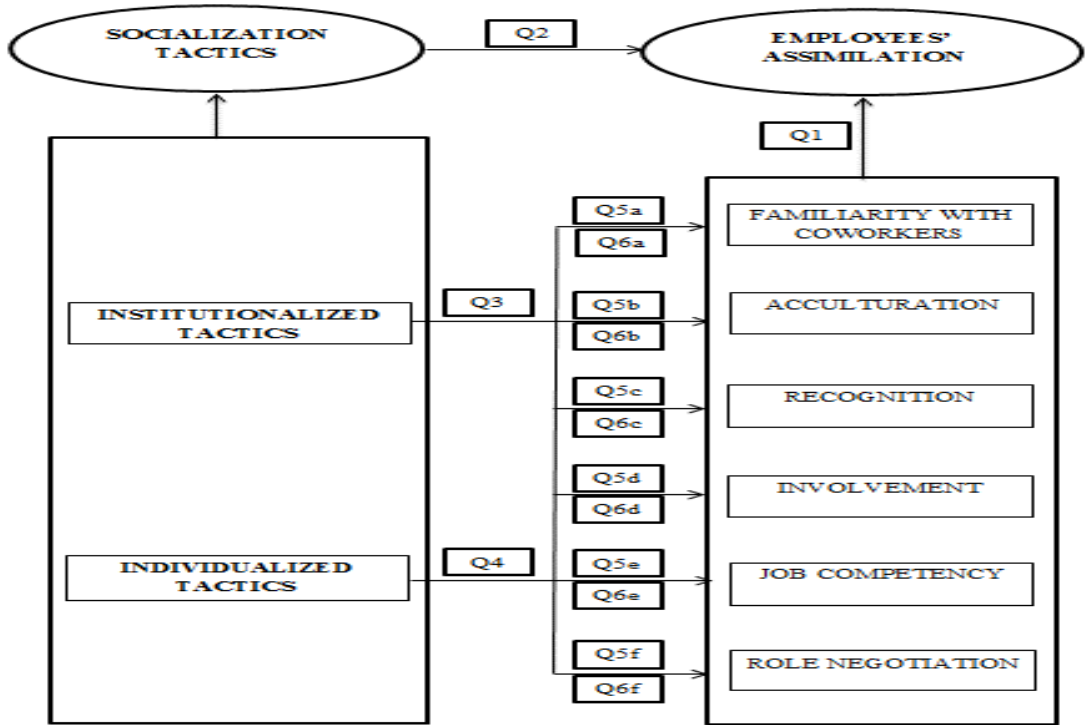 SOCIALIZATION
TACTICS
Q2
EMPLOYEES'
ASSIMILATION
Q1
Q5a
Q6a
FAMILIARITY WITH
COWORKERS
INSTITUTIONALIZED
TACTICS
Q3
Q5b
Q6b
ACCULTURATION
Q5c
Q6c
RECOGNITION
Q5d
Q6d
INVOLVEMENT
INDIVIDUALIZED
TACTICS
Q4
Q5e
Q6e
JOB COMPETENCY
Q5f
Q6f
ROLE NEGOTIATION